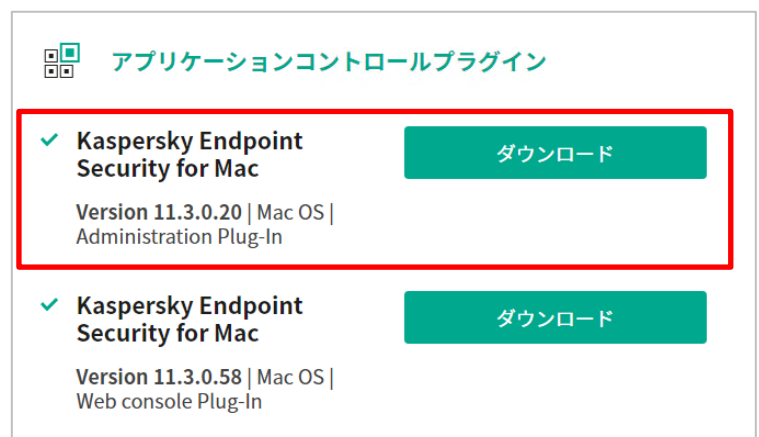 アプリケーションコントロールプラグイン
Kaspersky Endpoint
Security for Mac
ダウンロード
Version 11.3.0.20 | Mac OS |
Administration Plug-In
Kaspersky Endpoint
Security for Mac
ダウンロード
Version 11.3.0.58 | Mac OS |
Web console Plug-In